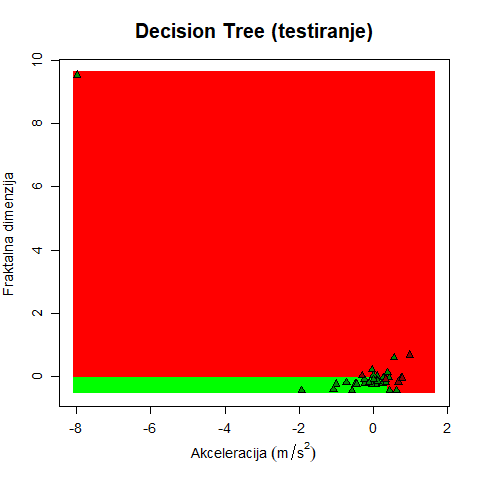 Decision Tree (testiranje)
Fraktalna dimenzija
10
8
6
4
2
0
-8 -6 -4 -2 0 2
Akceleracija (m/s²)